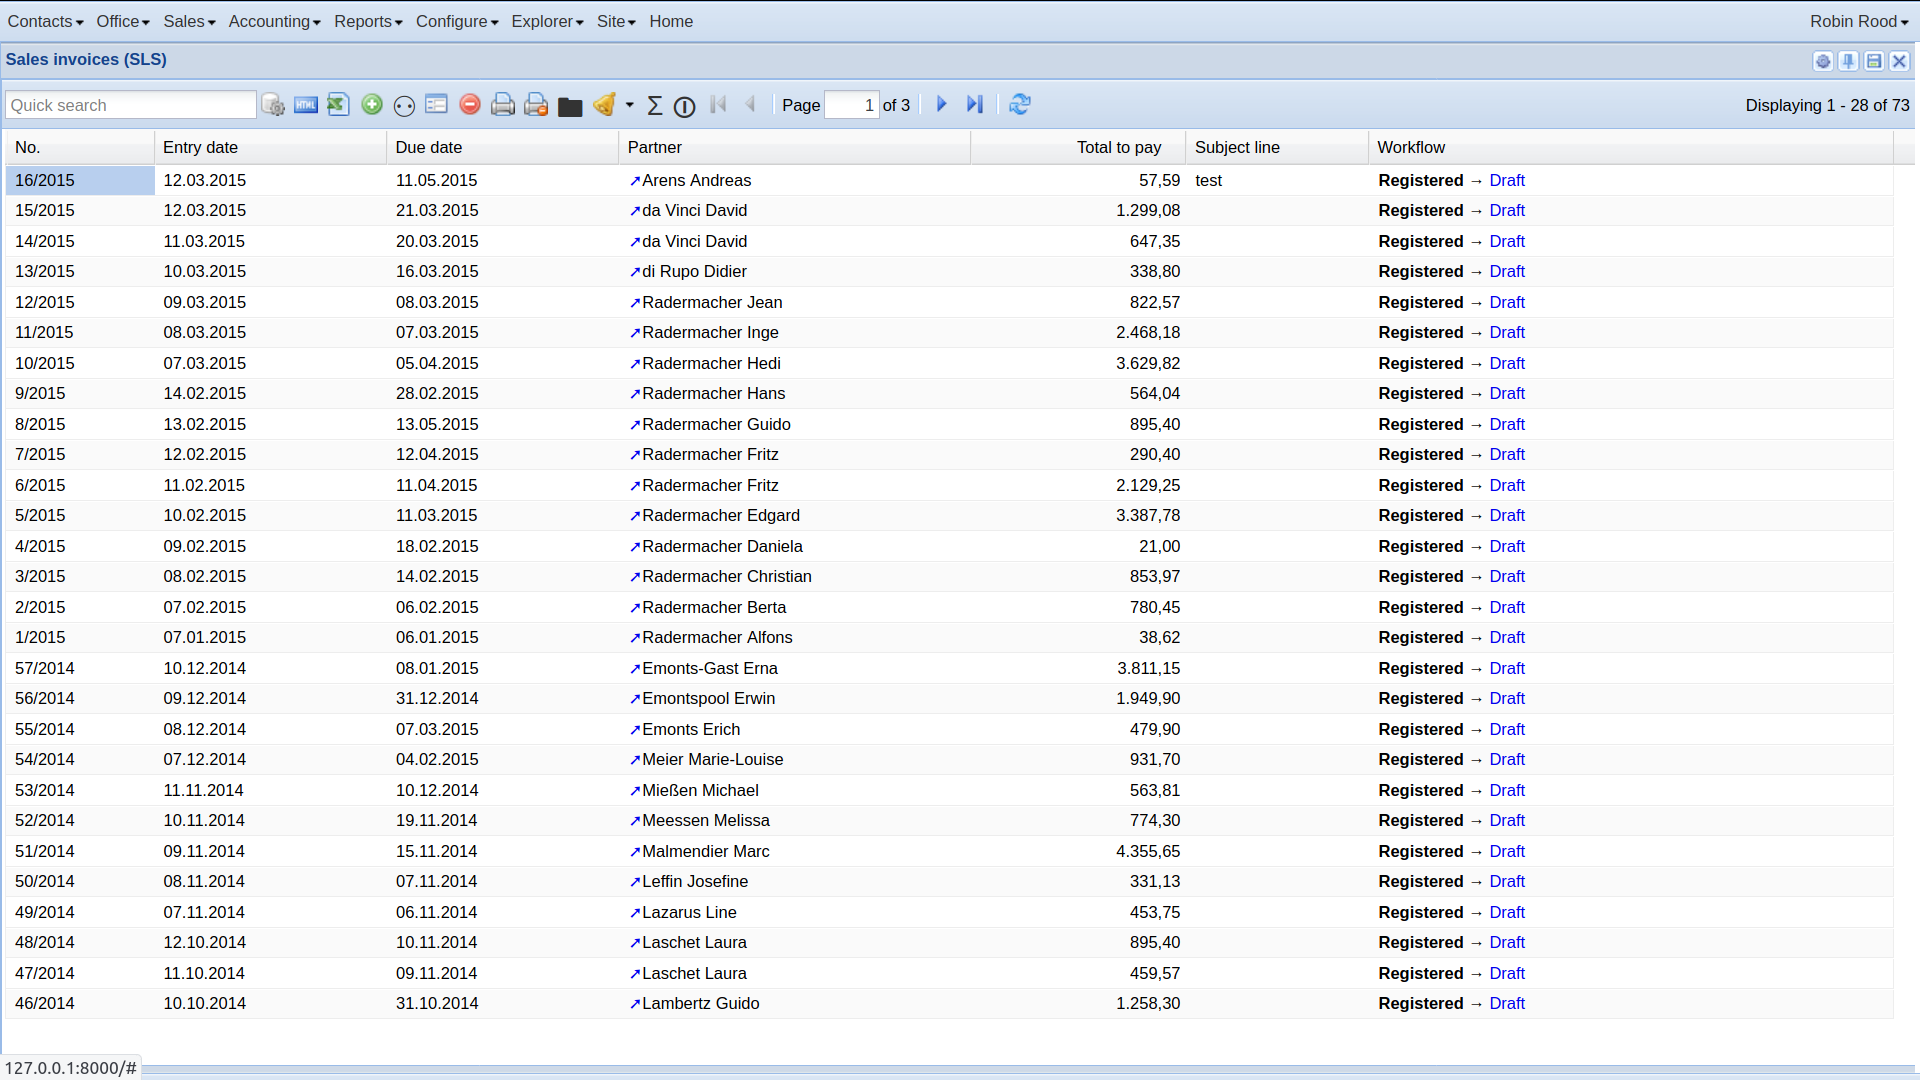 Contacts Office Sales Accounting Reports Configure Explorer Site Home Robin Rood
Sales invoices (SLS)
Quick search HTML Page 1 of 3 Displaying 1 - 28 of 73
No. Entry date Due date Partner Total to pay Subject line Workflow
16/2015 12.03.2015 11.05.2015 ➚Arens Andreas 57,59 test Registered → Draft
15/2015 12.03.2015 21.03.2015 ➚da Vinci David 1.299,08 Registered → Draft
14/2015 11.03.2015 20.03.2015 ➚da Vinci David 647,35 Registered → Draft
13/2015 10.03.2015 16.03.2015 ➚di Rupo Didier 338,80 Registered → Draft
12/2015 09.03.2015 08.03.2015 ➚Radermacher Jean 822,57 Registered → Draft
11/2015 08.03.2015 07.03.2015 ➚Radermacher Inge 2.468,18 Registered → Draft
10/2015 07.03.2015 05.04.2015 ➚Radermacher Hedi 3.629,82 Registered → Draft
9/2015 14.02.2015 28.02.2015 ➚Radermacher Hans 564,04 Registered → Draft
8/2015 13.02.2015 13.05.2015 ➚Radermacher Guido 895,40 Registered → Draft
7/2015 12.02.2015 12.04.2015 ➚Radermacher Fritz 290,40 Registered → Draft
6/2015 11.02.2015 11.04.2015 ➚Radermacher Fritz 2.129,25 Registered → Draft
5/2015 10.02.2015 11.03.2015 ➚Radermacher Edgard 3.387,78 Registered → Draft
4/2015 09.02.2015 18.02.2015 ➚Radermacher Daniela 21,00 Registered → Draft
3/2015 08.02.2015 14.02.2015 ➚Radermacher Christian 853,97 Registered → Draft
2/2015 07.02.2015 06.02.2015 ➚Radermacher Berta 780,45 Registered → Draft
1/2015 07.01.2015 06.01.2015 ➚Radermacher Alfons 38,62 Registered → Draft
57/2014 10.12.2014 08.01.2015 ➚Emonts-Gast Erna 3.811,15 Registered → Draft
56/2014 09.12.2014 31.12.2014 ➚Emontspool Erwin 1.949,90 Registered → Draft
55/2014 08.12.2014 07.03.2015 ➚Emonts Erich 479,90 Registered → Draft
54/2014 07.12.2014 04.02.2015 ➚Meier Marie-Louise 931,70 Registered → Draft
53/2014 11.11.2014 10.12.2014 ➚Mießen Michael 563,81 Registered → Draft
52/2014 10.11.2014 19.11.2014 ➚Meessen Melissa 774,30 Registered → Draft
51/2014 09.11.2014 15.11.2014 ➚Malmendier Marc 4.355,65 Registered → Draft
50/2014 08.11.2014 07.11.2014 ➚Leffin Josefine 331,13 Registered → Draft
49/2014 07.11.2014 06.11.2014 ➚Lazarus Line 453,75 Registered → Draft
48/2014 12.10.2014 10.11.2014 ➚Laschet Laura 895,40 Registered → Draft
47/2014 11.10.2014 09.11.2014 ➚Laschet Laura 459,57 Registered → Draft
46/2014 10.10.2014 31.10.2014 ➚Lambertz Guido 1.258,30 Registered → Draft
127.0.0.1:8000/#